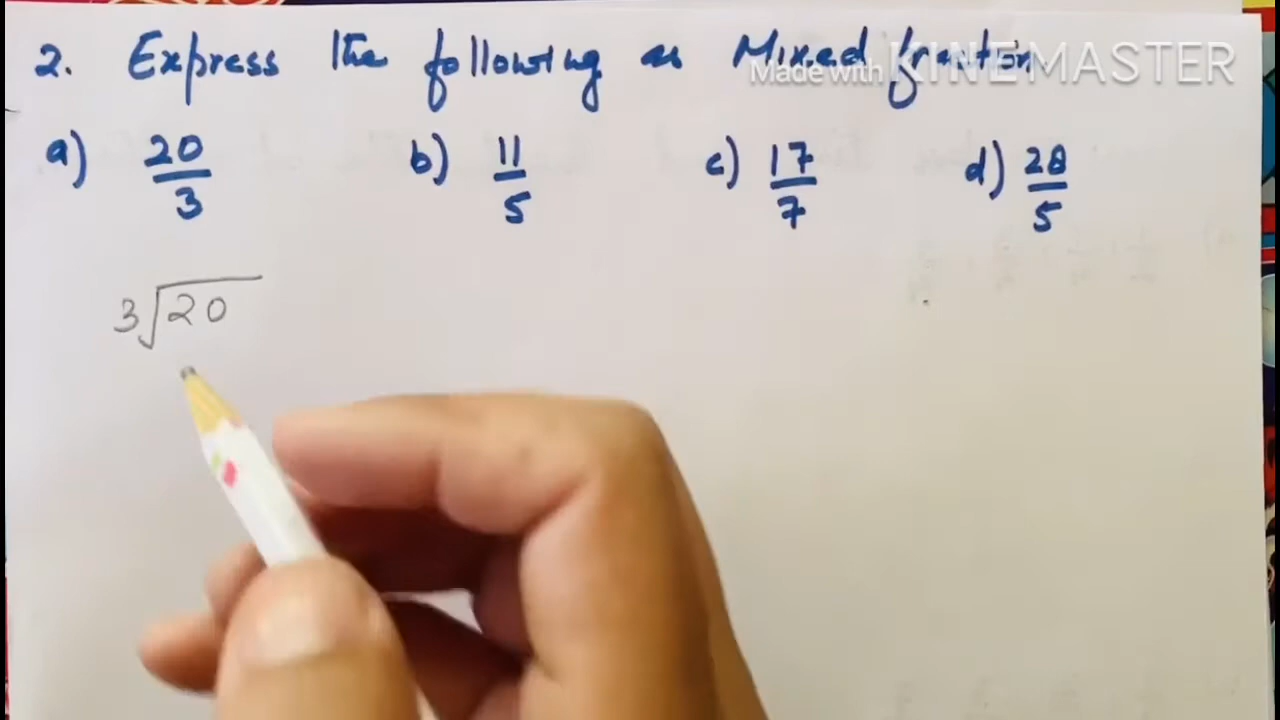 2. Express the following as Mixed fraction
Made with KINEMASTER
a) 20/3 b) 11/5 c) 17/7 d) 28/5
3√20